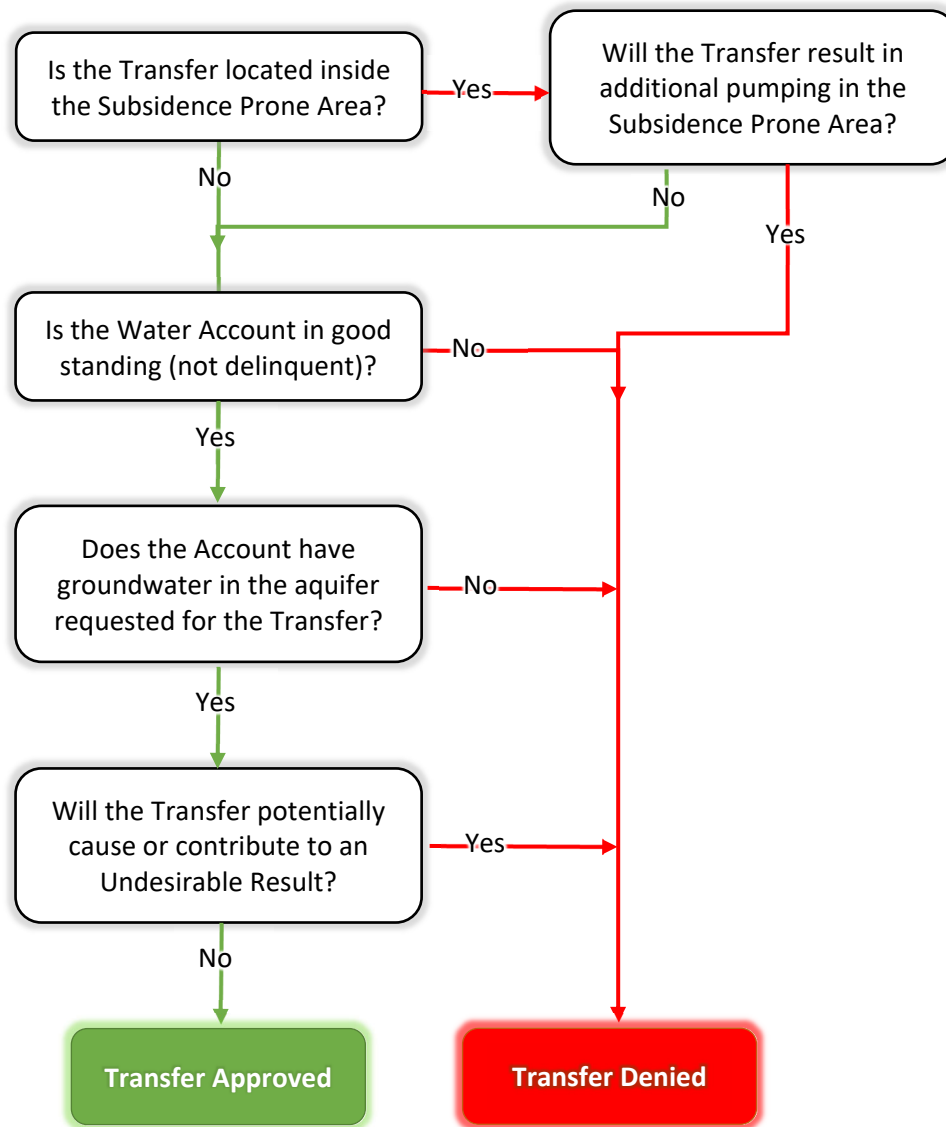 Is the Transfer located inside
the Subsidence Prone Area?
Yes
Will the Transfer result in
additional pumping in the
Subsidence Prone Area?
No
No
Yes
Is the Water Account in good
standing (not delinquent)?
No
Yes
Does the Account have
groundwater in the aquifer
requested for the Transfer?
No
Yes
Will the Transfer potentially
cause or contribute to an
Undesirable Result?
Yes
No
Transfer Approved
Transfer Denied